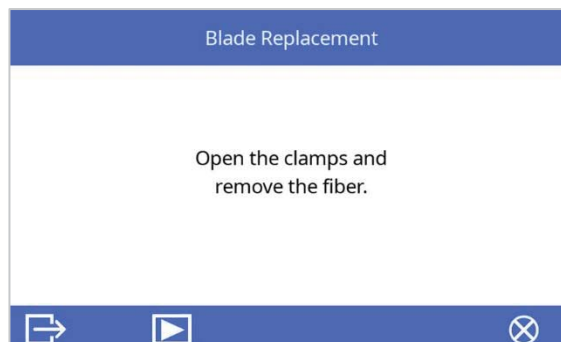 Blade Replacement
Open the clamps and
remove the fiber.